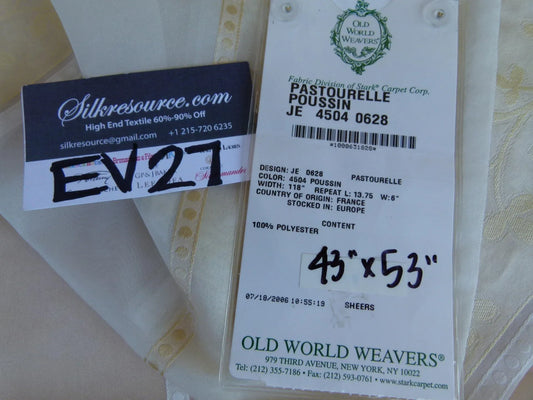 Silkresource.com
High End Textile 60%-90% Off
silkresource@gmail.com +1 215-720 6235
EV27
OLD
WORLD
WEAVERS®
Fabric Division of Stark® Carpet Corp.
PASTOURELLE
POUSSIN
JE 4504 0628
*1000631020*
DESIGN: JE 0628 PASTOURELLE
COLOR: 4504 POUSSIN
WIDTH: 118" REPEAT L: 13.75 W:6"
COUNTRY OF ORIGIN: FRANCE
STOCKED IN: EUROPE
CONTENT
100% POLYESTER
43" x 53"
07/18/2006 10:55:19 SHEERS
OLD WORLD WEAVERS®
979 THIRD AVENUE, NEW YORK, NY 10022
Tel: (212) 355-7186 • Fax: (212) 593-0761 • www.starkcarpet.com